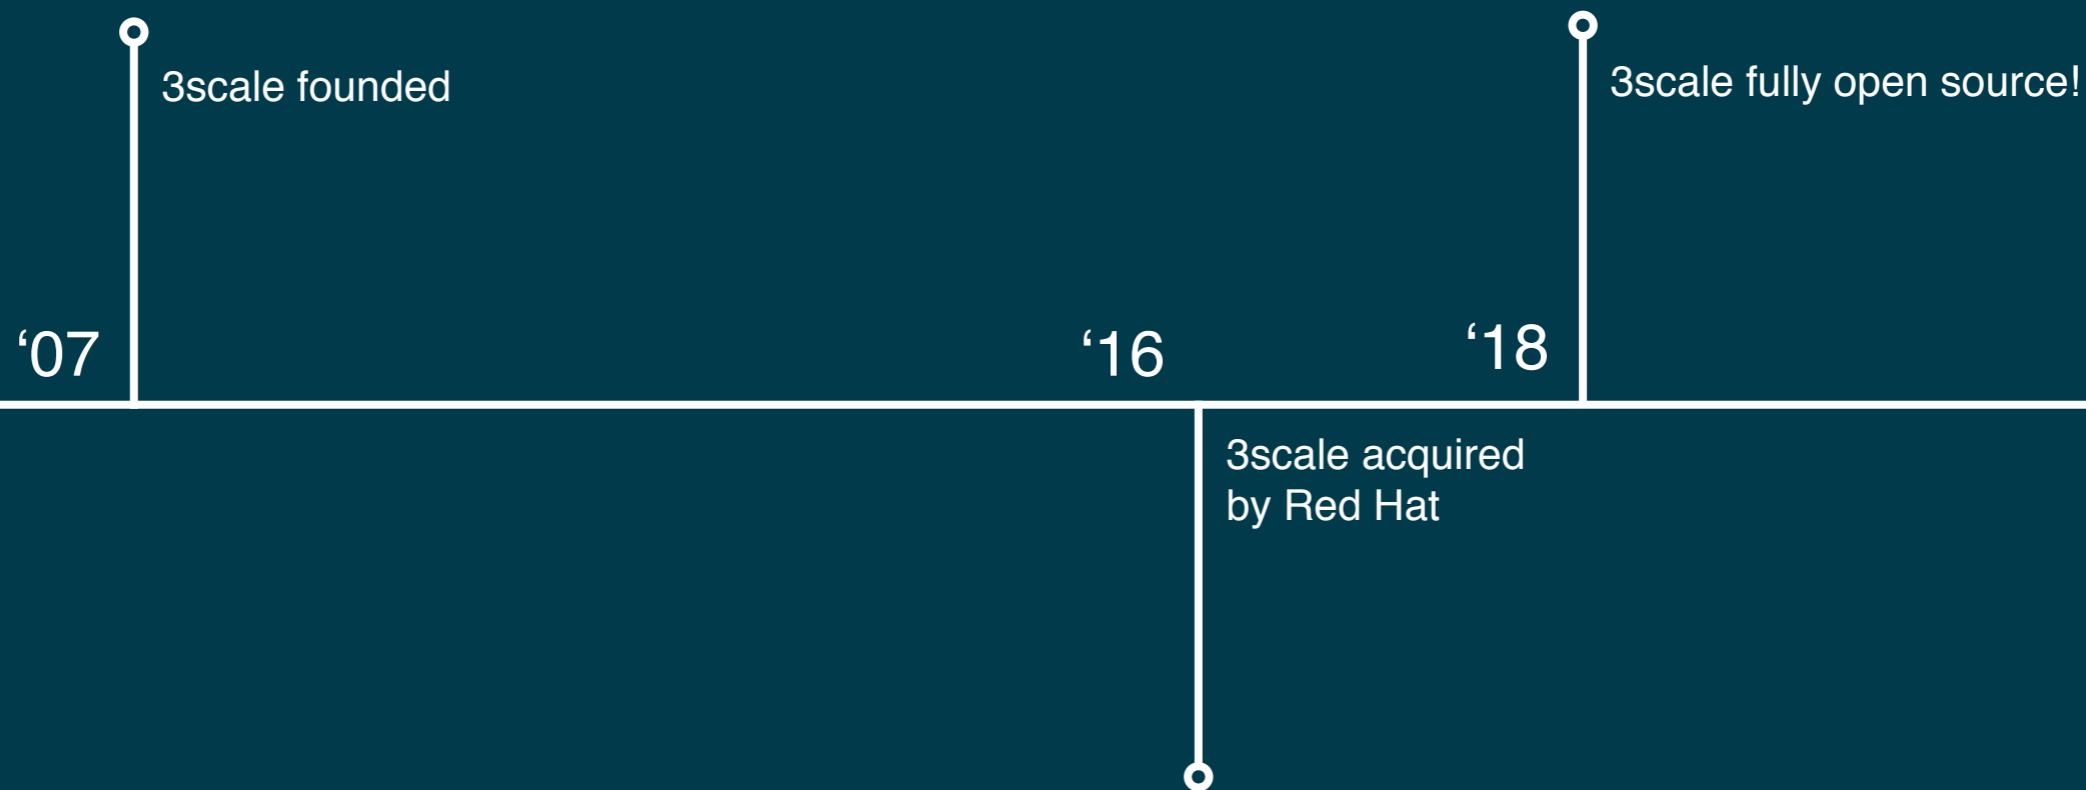 3scale founded
3scale fully open source!
‘07
‘16
‘18
3scale acquired
by Red Hat